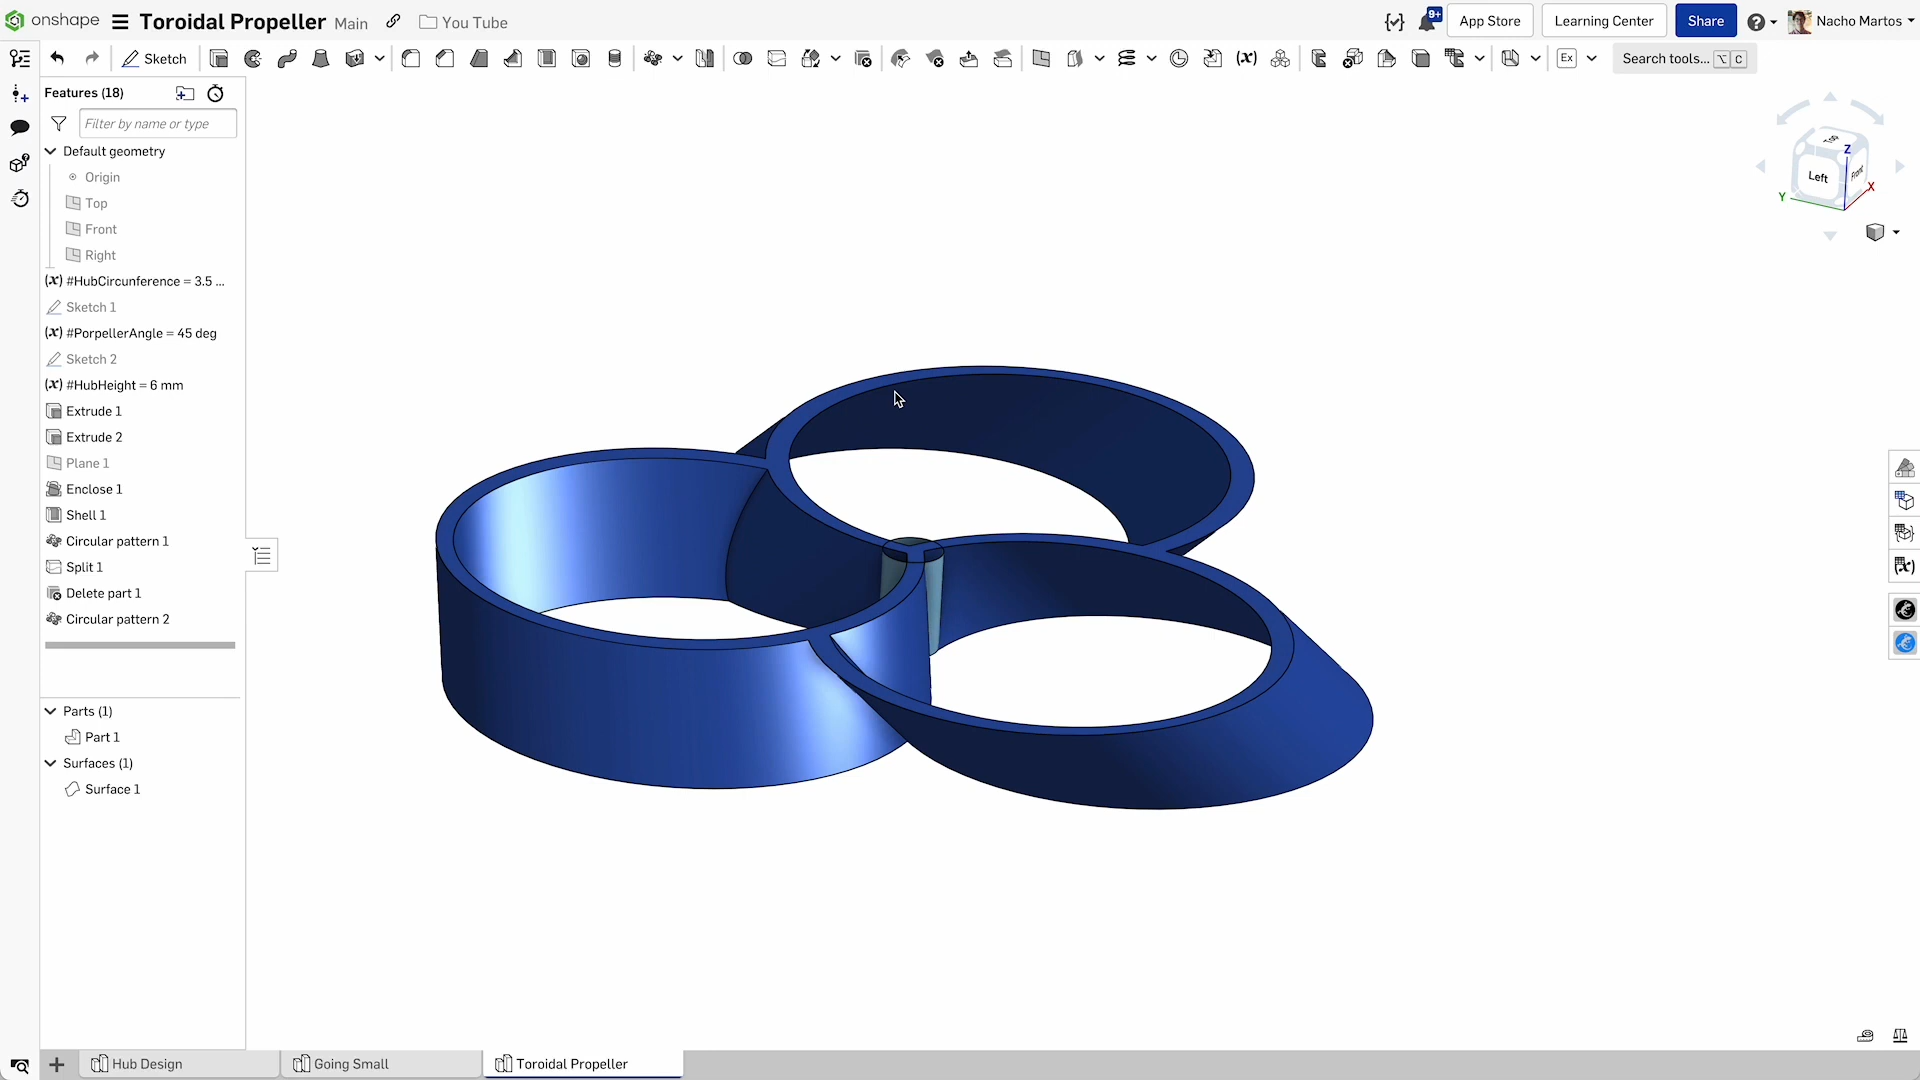 onshape Toroidal Propeller Main You Tube 9+ App Store Learning Center Share Nacho Martos
Sketch Ex Search tools... ⌥ C
Features (18)
Filter by name or type
Default geometry
Origin
Top
Front
Right
(x) #HubCircunference = 3.5 ...
Sketch 1
(x) #PorpellerAngle = 45 deg
Sketch 2
(x) #HubHeight = 6 mm
Extrude 1
Extrude 2
Plane 1
Enclose 1
Shell 1
Circular pattern 1
Split 1
Delete part 1
Circular pattern 2
Parts (1)
Part 1
Surfaces (1)
Surface 1
Top
Z
Left
Front
Y
X
(x)
Hub Design Going Small Toroidal Propeller